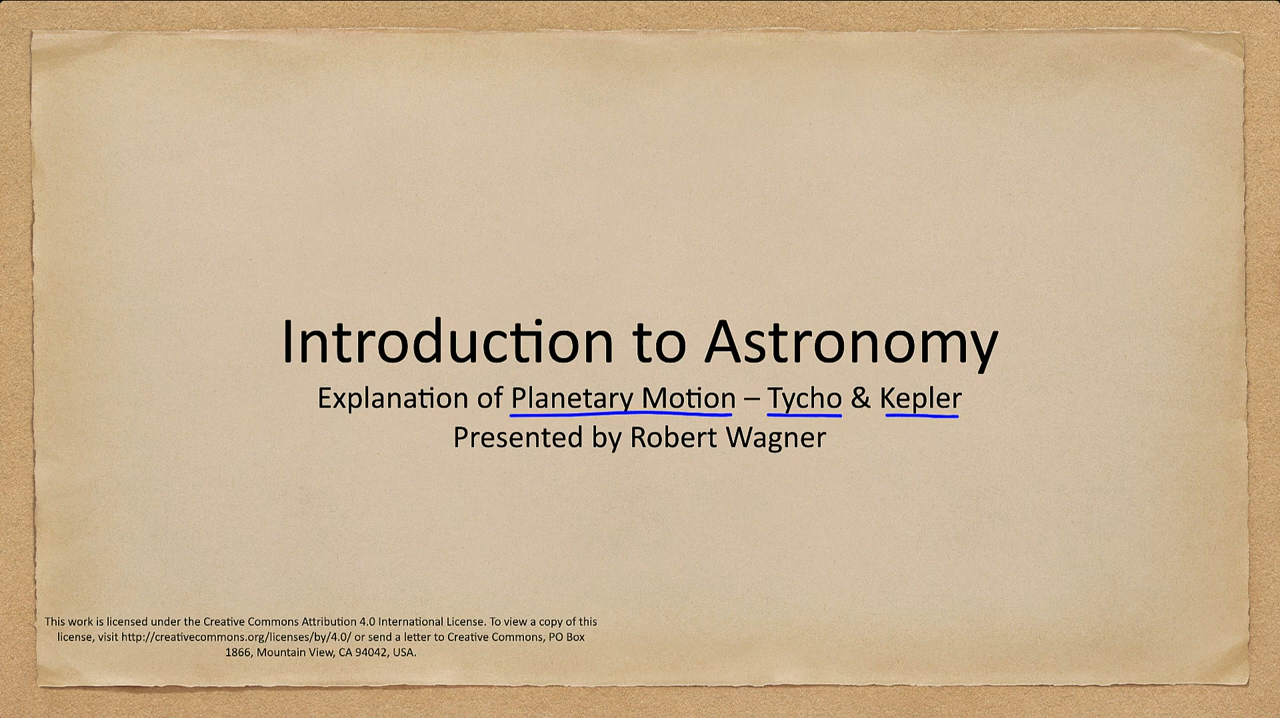 Introduction to Astronomy
Explanation of Planetary Motion – Tycho & Kepler
Presented by Robert Wagner
This work is licensed under the Creative Commons Attribution 4.0 International License. To view a copy of this
license, visit http://creativecommons.org/licenses/by/4.0/ or send a letter to Creative Commons, PO Box
1866, Mountain View, CA 94042, USA.